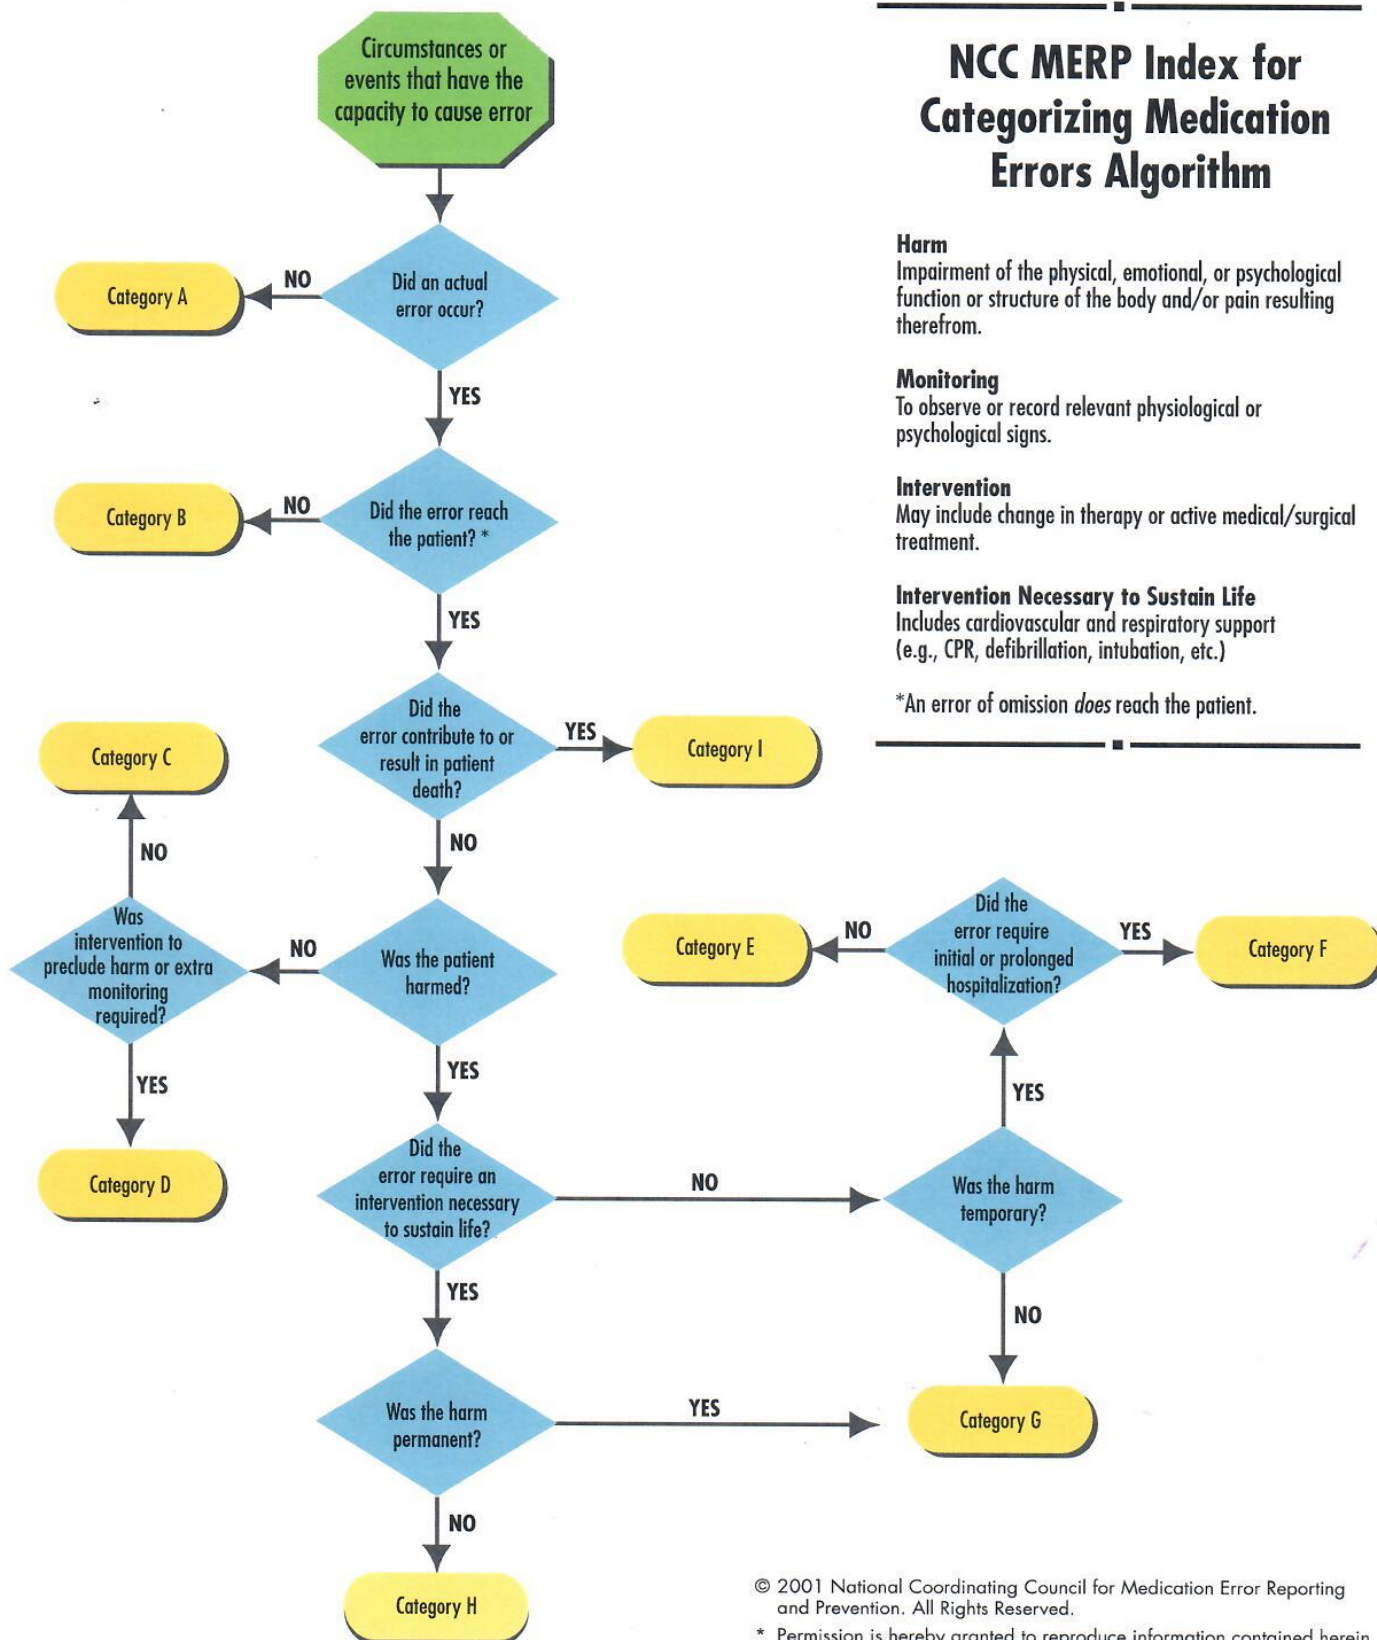 Circumstances or
events that have the
capacity to cause error
NCC MERP Index for
Categorizing Medication
Errors Algorithm
Harm
Impairment of the physical, emotional, or psychological
function or structure of the body and/or pain resulting
therefrom.
Monitoring
To observe or record relevant physiological or
psychological signs.
Intervention
May include change in therapy or active medical/surgical
treatment.
Intervention Necessary to Sustain Life
Includes cardiovascular and respiratory support
(e.g., CPR, defibrillation, intubation, etc.)
*An error of omission does reach the patient.
Did an actual
error occur?
NO
Category A
YES
Did the error reach
the patient? *
NO
Category B
YES
Did the
error contribute to or
result in patient
death?
YES
Category I
NO
Was the patient
harmed?
NO
Was
intervention to
preclude harm or extra
monitoring
required?
NO
Category C
YES
Category D
YES
Did the
error require an
intervention necessary
to sustain life?
NO
Was the harm
temporary?
YES
Did the
error require
initial or prolonged
hospitalization?
NO
Category E
YES
Category F
NO
Category G
YES
Was the harm
permanent?
YES
NO
Category H
© 2001 National Coordinating Council for Medication Error Reporting
and Prevention. All Rights Reserved.
* Permission is hereby granted to reproduce information contained herein